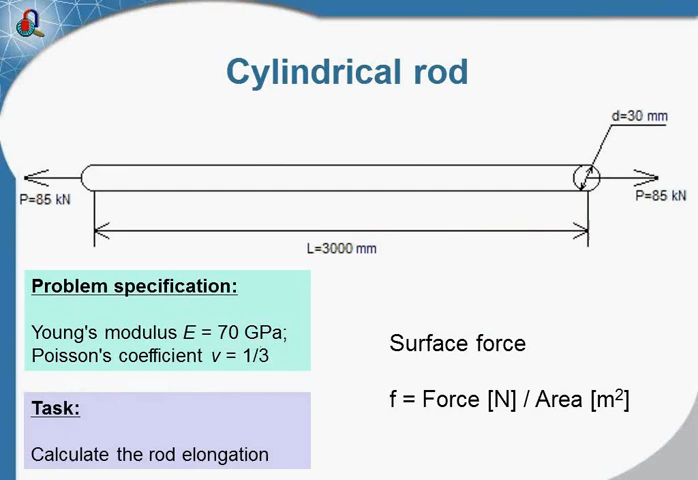 Cylindrical rod
d=30 mm
P=85 kN
P=85 kN
L=3000 mm
Problem specification:
Young's modulus E = 70 GPa;
Poisson's coefficient ν = 1/3
Surface force
f = Force [N] / Area [m²]
Task:
Calculate the rod elongation